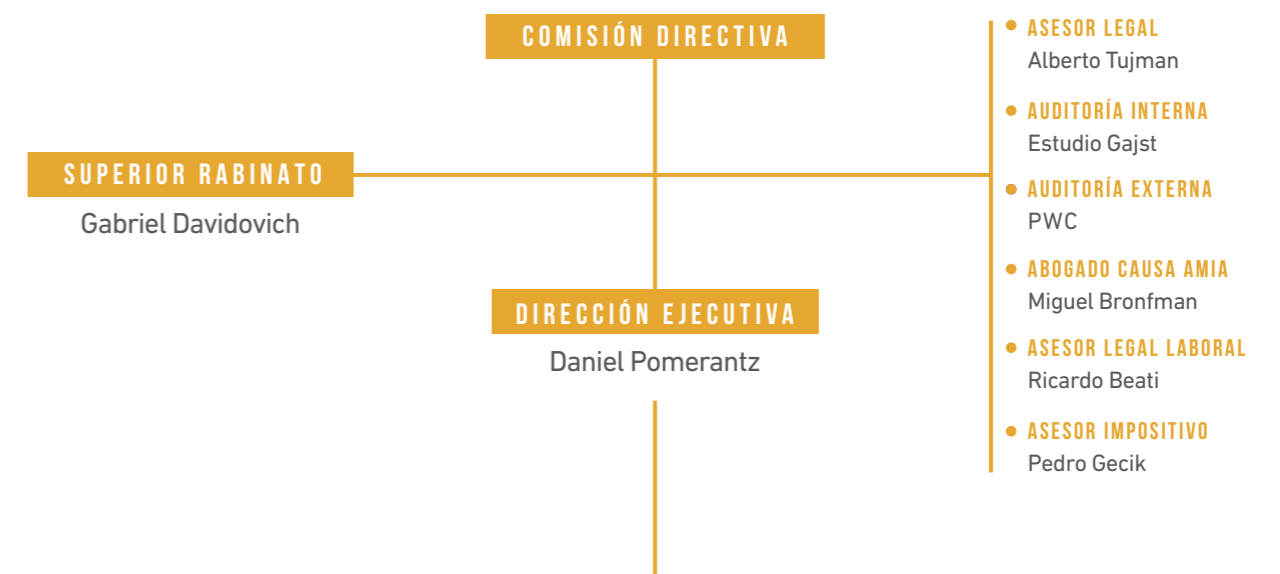 COMISIÓN DIRECTIVA
SUPERIOR RABINATO
Gabriel Davidovich
DIRECCIÓN EJECUTIVA
Daniel Pomerantz
ASESOR LEGAL
Alberto Tujman
AUDITORÍA INTERNA
Estudio Gajst
AUDITORÍA EXTERNA
PWC
ABOGADO CAUSA AMIA
Miguel Bronfman
ASESOR LEGAL LABORAL
Ricardo Beati
ASESOR IMPOSITIVO
Pedro Gecik